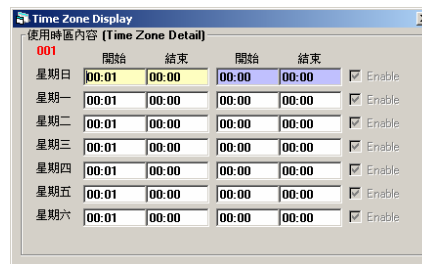 Time Zone Display
使用時區內容 (Time Zone Detail)
001
開始 結束 開始 結束
星期日 00:01 00:00 00:00 00:00 Enable
星期一 00:01 00:00 00:00 00:00 Enable
星期二 00:01 00:00 00:00 00:00 Enable
星期三 00:01 00:00 00:00 00:00 Enable
星期四 00:01 00:00 00:00 00:00 Enable
星期五 00:01 00:00 00:00 00:00 Enable
星期六 00:01 00:00 00:00 00:00 Enable